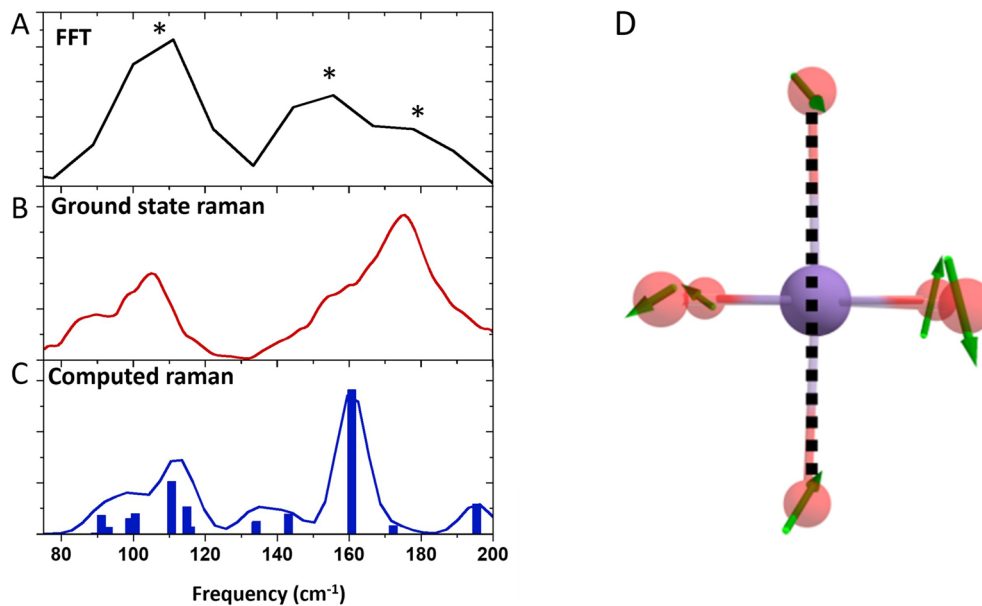 A
FFT
*
*
*
B
Ground state raman
C
Computed raman
80 100 120 140 160 180 200
Frequency (cm⁻¹)
D